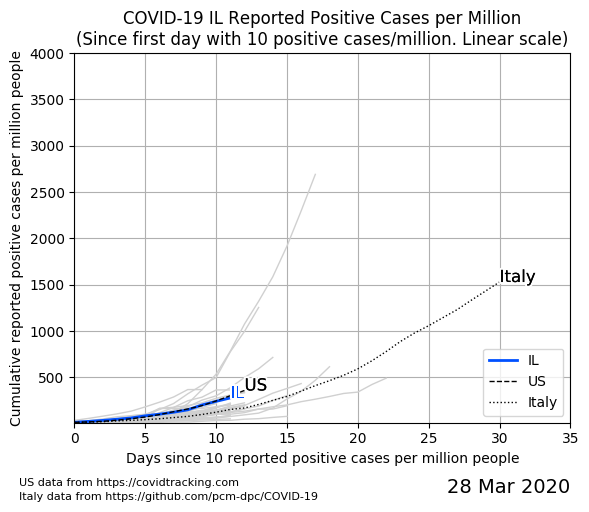 COVID-19 IL Reported Positive Cases per Million
(Since first day with 10 positive cases/million. Linear scale)
Cumulative reported positive cases per million people
4000
3500
3000
2500
2000
1500
1000
500
Italy
US
IL
IL
US
Italy
0 5 10 15 20 25 30 35
Days since 10 reported positive cases per million people
US data from https://covidtracking.com
Italy data from https://github.com/pcm-dpc/COVID-19
28 Mar 2020